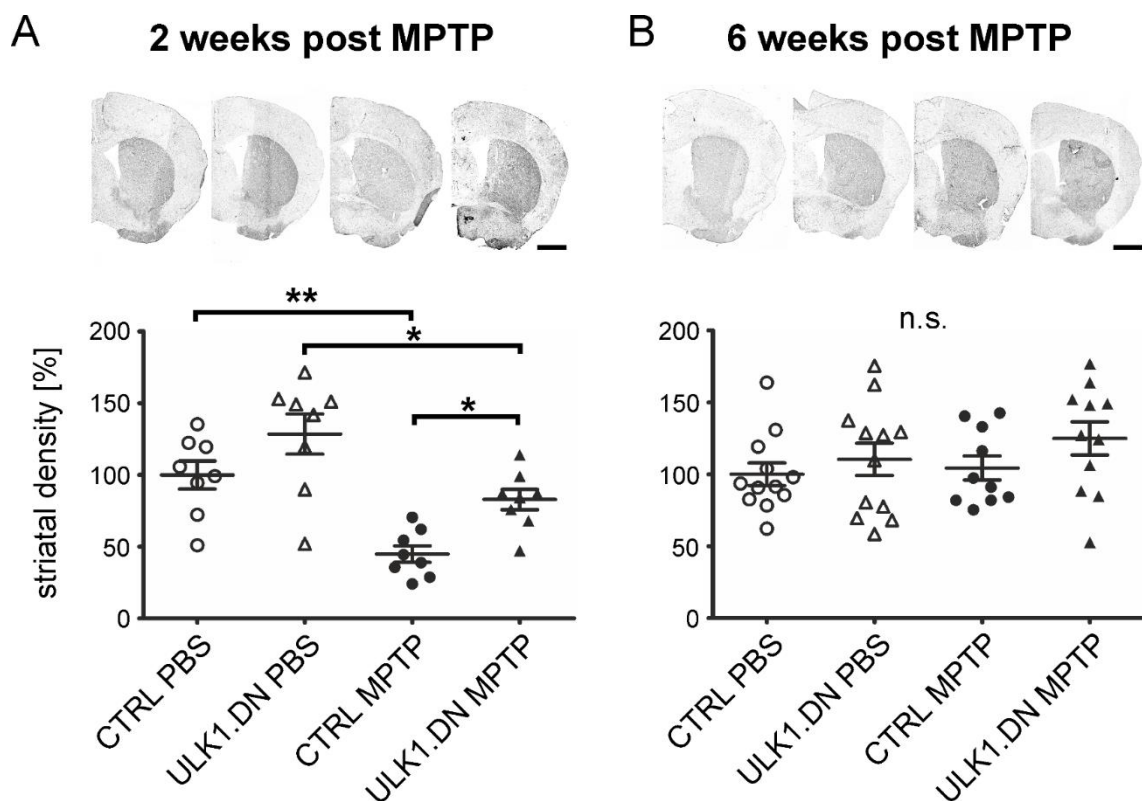 A
2 weeks post MPTP
B
6 weeks post MPTP
**
*
*
n.s.
striatal density [%]
200
150
100
50
0
CTRL PBS
ULK1.DN PBS
CTRL MPTP
ULK1.DN MPTP
200
150
100
50
0
CTRL PBS
ULK1.DN PBS
CTRL MPTP
ULK1.DN MPTP